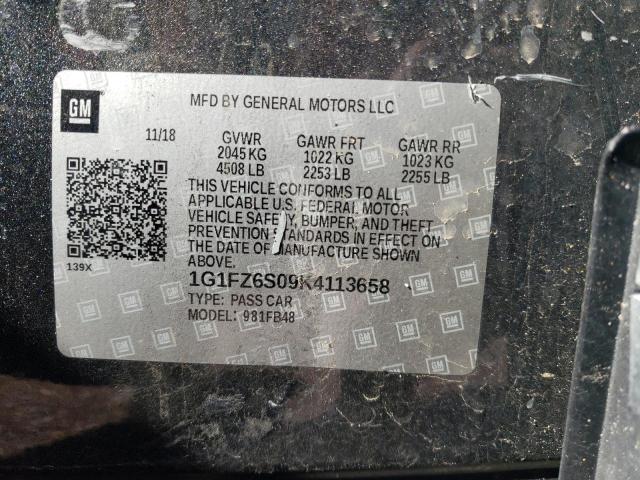 GM
MFD BY GENERAL MOTORS LLC
11/18 GVWR GAWR FRT GAWR RR
2045 KG 1022 KG 1023 KG
4508 LB 2253 LB 2255 LB
THIS VEHICLE CONFORMS TO ALL
APPLICABLE U.S. FEDERAL MOTOR
VEHICLE SAFETY, BUMPER, AND THEFT
PREVENTION STANDARDS IN EFFECT ON
THE DATE OF MANUFACTURE SHOWN
ABOVE.
139X
1G1FZ6S09K4113658
TYPE: PASS CAR
MODEL: 981FB48